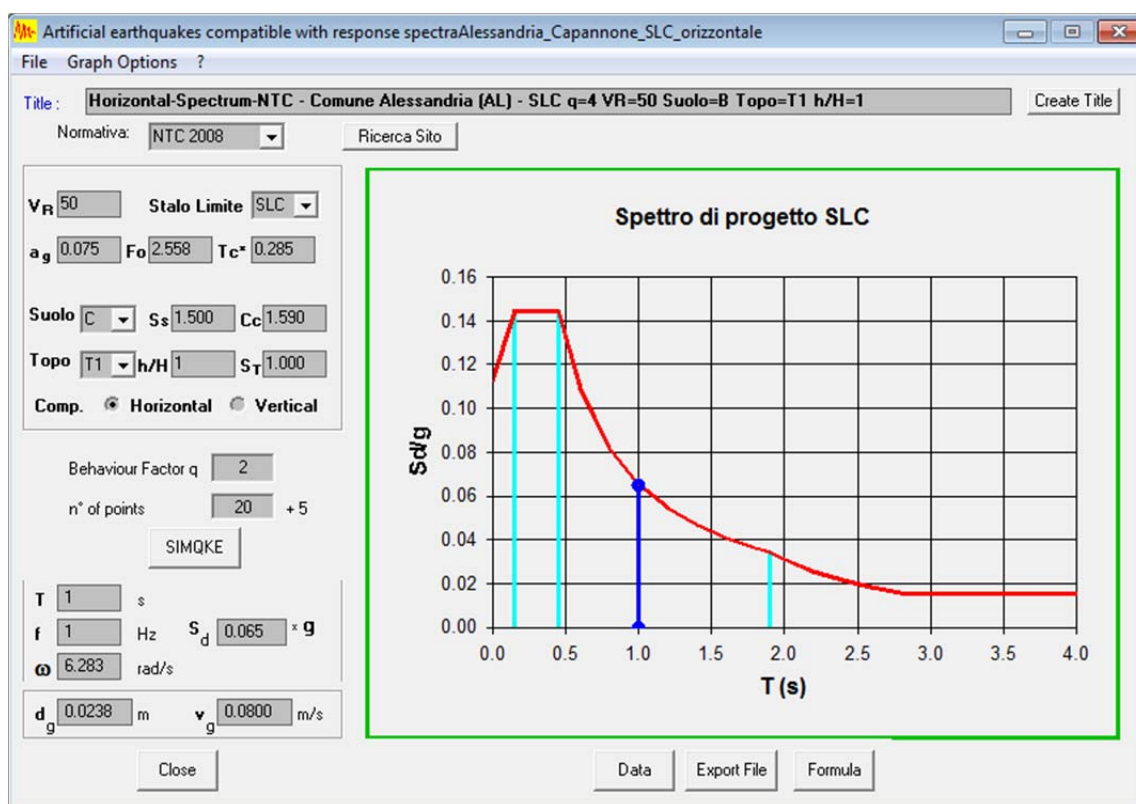 Artificial earthquakes compatible with response spectraAlessandria_Capannone_SLC_orizzontale
File Graph Options ?
Title : Horizontal-Spectrum-NTC - Comune Alessandria (AL) - SLC q=4 VR=50 Suolo=B Topo=T1 h/H=1 Create Title
Normativa: NTC 2008 Ricerca Sito
VR 50 Stalo Limite SLC
ag 0.075 Fo 2.558 Tc* 0.285
Suolo C Ss 1.500 Cc 1.590
Topo T1 h/H 1 ST 1.000
Comp. Horizontal Vertical
Behaviour Factor q 2
n° of points 20 + 5
SIMQKE
T 1 s
f 1 Hz Sd 0.065 x g
ω 6.283 rad/s
dg 0.0238 m vg 0.0800 m/s
Close
Spettro di progetto SLC
0.16
0.14
0.12
0.10
0.08
0.06
0.04
0.02
0.00
Sd/g
0.0 0.5 1.0 1.5 2.0 2.5 3.0 3.5 4.0
T (s)
Data Export File Formula